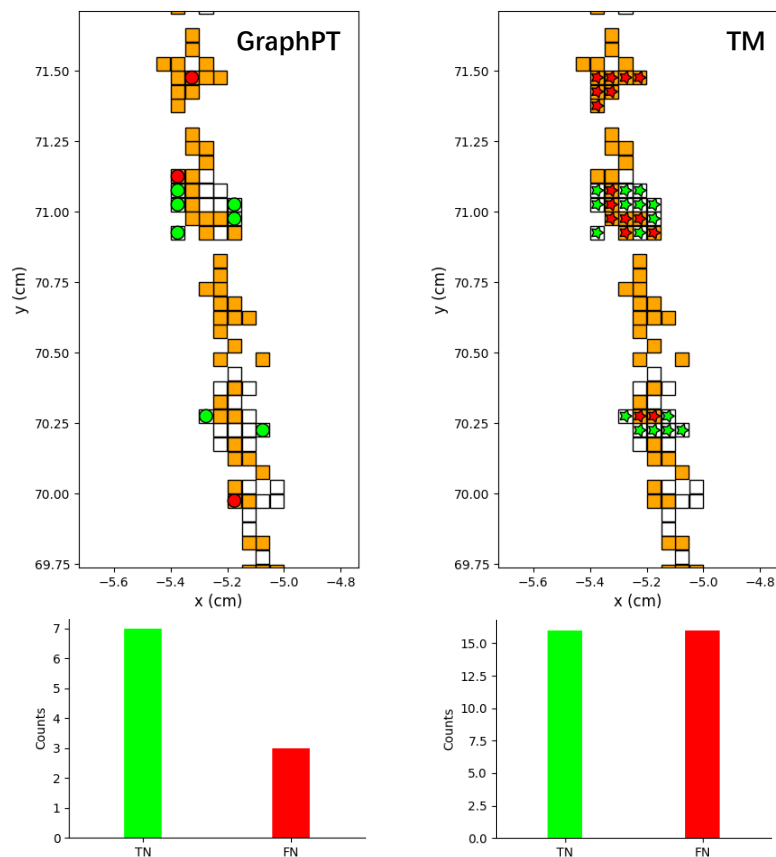 GraphPT
y (cm)
71.50
71.25
71.00
70.75
70.50
70.25
70.00
69.75
−5.6 −5.4 −5.2 −5.0 −4.8
x (cm)
TM
y (cm)
71.50
71.25
71.00
70.75
70.50
70.25
70.00
69.75
−5.6 −5.4 −5.2 −5.0 −4.8
x (cm)
Counts
7
6
5
4
3
2
1
0
TN FN
Counts
15.0
12.5
10.0
7.5
5.0
2.5
0.0
TN FN